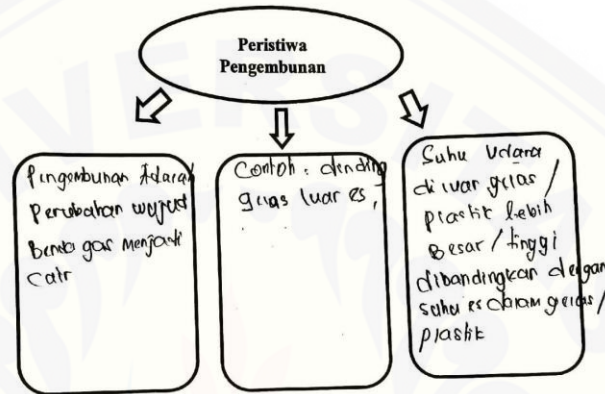 Peristiwa
Pengembunan
Pengembunan Adalah
Perubahan wujud
Benda gas menjadi
Cair
Contoh : dinding
gelas luar es,
Suhu Udara
di luar gelas /
plastik lebih
Besar / tinggi
dibandingkan dengan
suhu es dalam gelas /
plastik